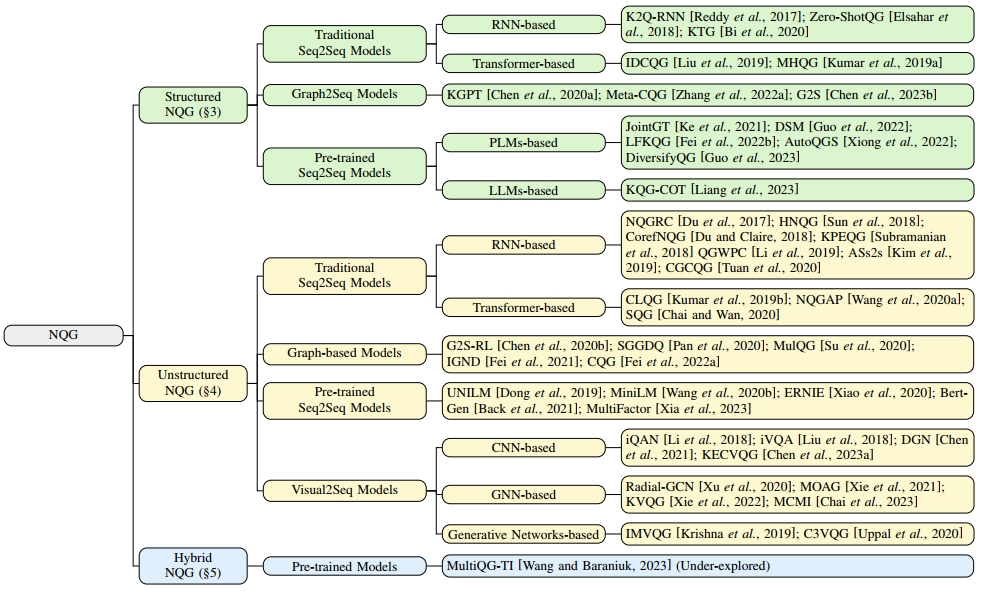 NQG
Structured
NQG (§3)
Traditional
Seq2Seq Models
RNN-based
K2Q-RNN [Reddy et al., 2017]; Zero-ShotQG [Elsahar et
al., 2018]; KTG [Bi et al., 2020]
Transformer-based
IDCQG [Liu et al., 2019]; MHQG [Kumar et al., 2019a]
Graph2Seq Models
KGPT [Chen et al., 2020a]; Meta-CQG [Zhang et al., 2022a]; G2S [Chen et al., 2023b]
Pre-trained
Seq2Seq Models
PLMs-based
JointGT [Ke et al., 2021]; DSM [Guo et al., 2022];
LFKQG [Fei et al., 2022b]; AutoQGS [Xiong et al., 2022];
DiversifyQG [Guo et al., 2023]
LLMs-based
KQG-COT [Liang et al., 2023]
Unstructured
NQG (§4)
Traditional
Seq2Seq Models
RNN-based
NQGRC [Du et al., 2017]; HNQG [Sun et al., 2018];
CorefNQG [Du and Claire, 2018]; KPEQG [Subramanian
et al., 2018] QGWPC [Li et al., 2019]; ASs2s [Kim et al.,
2019]; CGCQG [Tuan et al., 2020]
Transformer-based
CLQG [Kumar et al., 2019b]; NQGAP [Wang et al., 2020a];
SQG [Chai and Wan, 2020]
Graph-based Models
G2S-RL [Chen et al., 2020b]; SGGDQ [Pan et al., 2020]; MulQG [Su et al., 2020];
IGND [Fei et al., 2021]; CQG [Fei et al., 2022a]
Pre-trained
Seq2Seq Models
UNILM [Dong et al., 2019]; MiniLM [Wang et al., 2020b]; ERNIE [Xiao et al., 2020]; Bert-
Gen [Back et al., 2021]; MultiFactor [Xia et al., 2023]
Visual2Seq Models
CNN-based
iQAN [Li et al., 2018]; iVQA [Liu et al., 2018]; DGN [Chen
et al., 2021]; KECVQG [Chen et al., 2023a]
GNN-based
Radial-GCN [Xu et al., 2020]; MOAG [Xie et al., 2021];
KVQG [Xie et al., 2022]; MCMI [Chai et al., 2023]
Generative Networks-based
IMVQG [Krishna et al., 2019]; C3VQG [Uppal et al., 2020]
Hybrid
NQG (§5)
Pre-trained Models
MultiQG-TI [Wang and Baraniuk, 2023] (Under-explored)